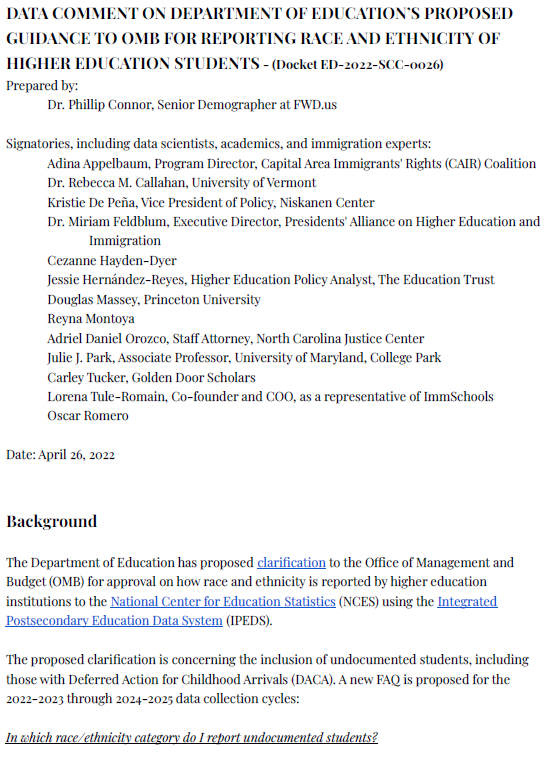 DATA COMMENT ON DEPARTMENT OF EDUCATION'S PROPOSED
GUIDANCE TO OMB FOR REPORTING RACE AND ETHNICITY OF
HIGHER EDUCATION STUDENTS - (Docket ED-2022-SCC-0026)
Prepared by:
Dr. Phillip Connor, Senior Demographer at FWD.us
Signatories, including data scientists, academics, and immigration experts:
Adina Appelbaum, Program Director, Capital Area Immigrants' Rights (CAIR) Coalition
Dr. Rebecca M. Callahan, University of Vermont
Kristie De Peña, Vice President of Policy, Niskanen Center
Dr. Miriam Feldblum, Executive Director, Presidents' Alliance on Higher Education and
Immigration
Cezanne Hayden-Dyer
Jessie Hernández-Reyes, Higher Education Policy Analyst, The Education Trust
Douglas Massey, Princeton University
Reyna Montoya
Adriel Daniel Orozco, Staff Attorney, North Carolina Justice Center
Julie J. Park, Associate Professor, University of Maryland, College Park
Carley Tucker, Golden Door Scholars
Lorena Tule-Romain, Co-founder and COO, as a representative of ImmSchools
Oscar Romero
Date: April 26, 2022
Background
The Department of Education has proposed clarification to the Office of Management and
Budget (OMB) for approval on how race and ethnicity is reported by higher education
institutions to the National Center for Education Statistics (NCES) using the Integrated
Postsecondary Education Data System (IPEDS).
The proposed clarification is concerning the inclusion of undocumented students, including
those with Deferred Action for Childhood Arrivals (DACA). A new FAQ is proposed for the
2022-2023 through 2024-2025 data collection cycles:
In which race/ethnicity category do I report undocumented students?